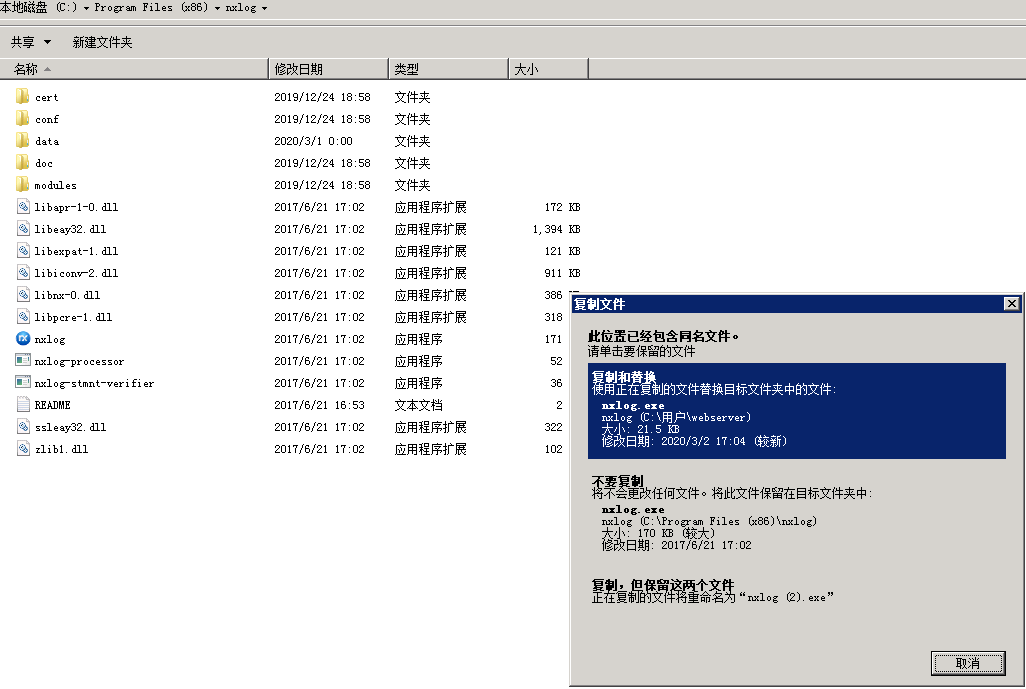 本地磁盘 (C:) ▾ Program Files (x86) ▾ nxlog ▾
共享 ▾ 新建文件夹
名称 修改日期 类型 大小
cert 2019/12/24 18:58 文件夹
conf 2019/12/24 18:58 文件夹
data 2020/3/1 0:00 文件夹
doc 2019/12/24 18:58 文件夹
modules 2019/12/24 18:58 文件夹
libapr-1-0.dll 2017/6/21 17:02 应用程序扩展 172 KB
libeay32.dll 2017/6/21 17:02 应用程序扩展 1,394 KB
libexpat-1.dll 2017/6/21 17:02 应用程序扩展 121 KB
libiconv-2.dll 2017/6/21 17:02 应用程序扩展 911 KB
libnx-0.dll 2017/6/21 17:02 应用程序扩展 386
libpcre-1.dll 2017/6/21 17:02 应用程序扩展 318
nxlog 2017/6/21 17:02 应用程序 171
nxlog-processor 2017/6/21 17:02 应用程序 52
nxlog-stmnt-verifier 2017/6/21 17:02 应用程序 36
README 2017/6/21 16:53 文本文档 2
ssleay32.dll 2017/6/21 17:02 应用程序扩展 322
zlib1.dll 2017/6/21 17:02 应用程序扩展 102
复制文件
此位置已经包含同名文件。
请单击要保留的文件
复制和替换
使用正在复制的文件替换目标文件夹中的文件:
nxlog.exe
nxlog (C:\用户\webserver)
大小: 21.5 KB
修改日期: 2020/3/2 17:04 (较新)
不要复制
将不会更改任何文件。将此文件保留在目标文件夹中:
nxlog.exe
nxlog (C:\Program Files (x86)\nxlog)
大小: 170 KB (较大)
修改日期: 2017/6/21 17:02
复制，但保留这两个文件
正在复制的文件将重命名为“nxlog (2).exe”
取消